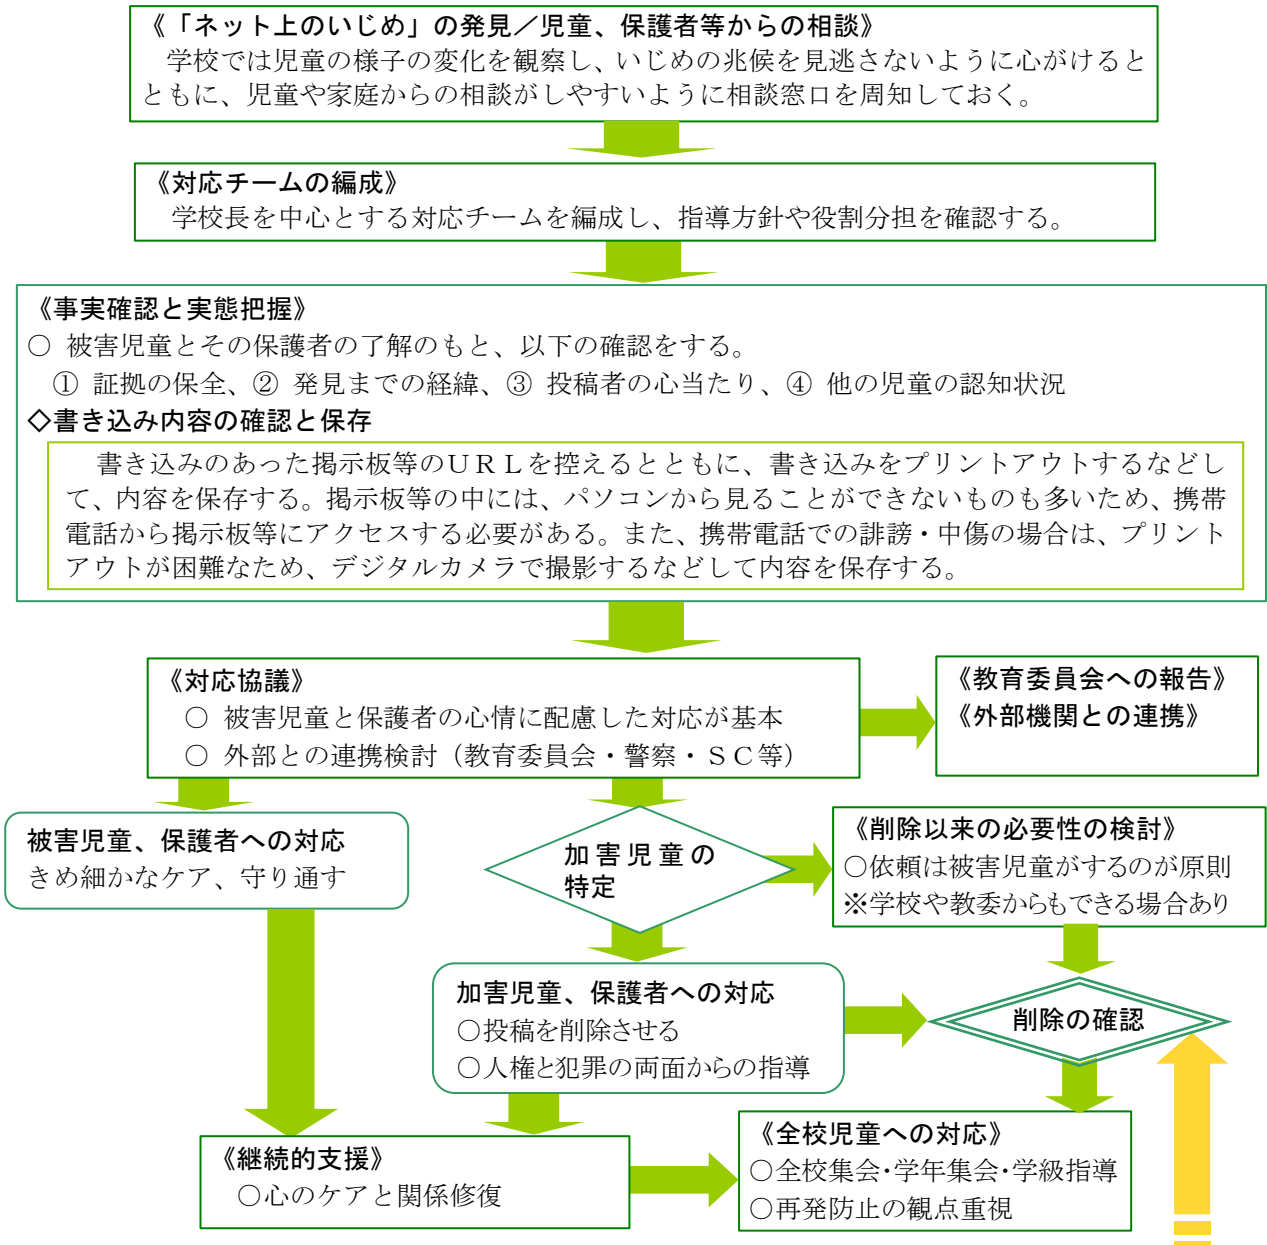 《「ネット上のいじめ」の発見／児童、保護者等からの相談》
学校では児童の様子の変化を観察し、いじめの兆候を見逃さないように心がけると
ともに、児童や家庭からの相談がしやすいように相談窓口を周知しておく。
《対応チームの編成》
学校長を中心とする対応チームを編成し、指導方針や役割分担を確認する。
《事実確認と実態把握》
○ 被害児童とその保護者の了解のもと、以下の確認をする。
① 証拠の保全、② 発見までの経緯、③ 投稿者の心当たり、④ 他の児童の認知状況
◇書き込み内容の確認と保存
書き込みのあった掲示板等のＵＲＬを控えるとともに、書き込みをプリントアウトするなどし
て、内容を保存する。掲示板等の中には、パソコンから見ることができないものも多いため、携帯
電話から掲示板等にアクセスする必要がある。また、携帯電話での誹謗・中傷の場合は、プリント
アウトが困難なため、デジタルカメラで撮影するなどして内容を保存する。
《対応協議》
○ 被害児童と保護者の心情に配慮した対応が基本
○ 外部との連携検討（教育委員会・警察・ＳＣ等）
《教育委員会への報告》
《外部機関との連携》
被害児童、保護者への対応
きめ細かなケア、守り通す
加害児童の
特定
《削除以来の必要性の検討》
○依頼は被害児童がするのが原則
※学校や教委からもできる場合あり
加害児童、保護者への対応
○投稿を削除させる
○人権と犯罪の両面からの指導
削除の確認
《継続的支援》
○心のケアと関係修復
《全校児童への対応》
○全校集会・学年集会・学級指導
○再発防止の観点重視